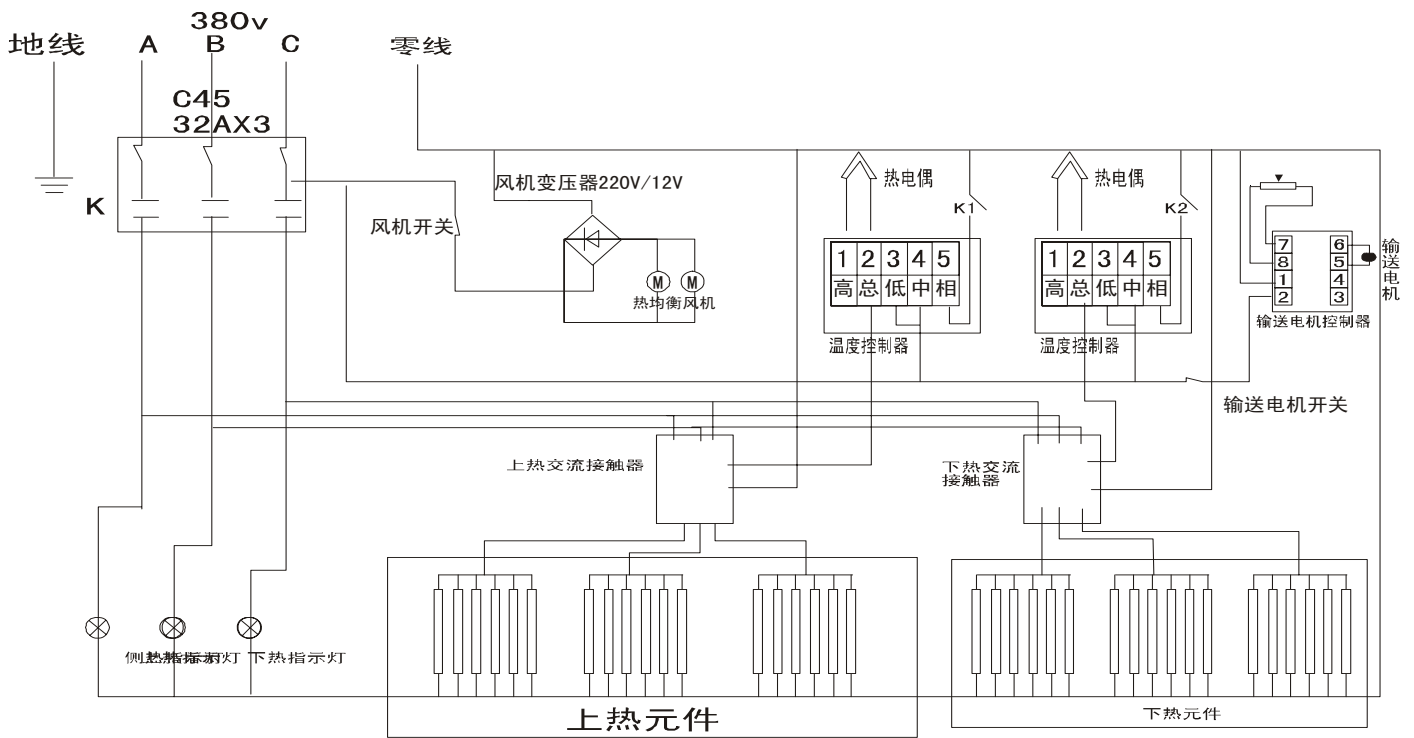 380v
地线
A
B
C
零线
C45
32AX3
K
风机开关
风机变压器220V/12V
M
M
热均衡风机
热电偶
K1
1 2 3 4 5
高 总 低 中 相
温度控制器
热电偶
K2
1 2 3 4 5
高 总 低 中 相
温度控制器
7
8
1
2
6
5
4
3
输送电机
输送电机控制器
输送电机开关
上热交流接触器
下热交流
接触器
下热指示灯
上热元件
下热元件